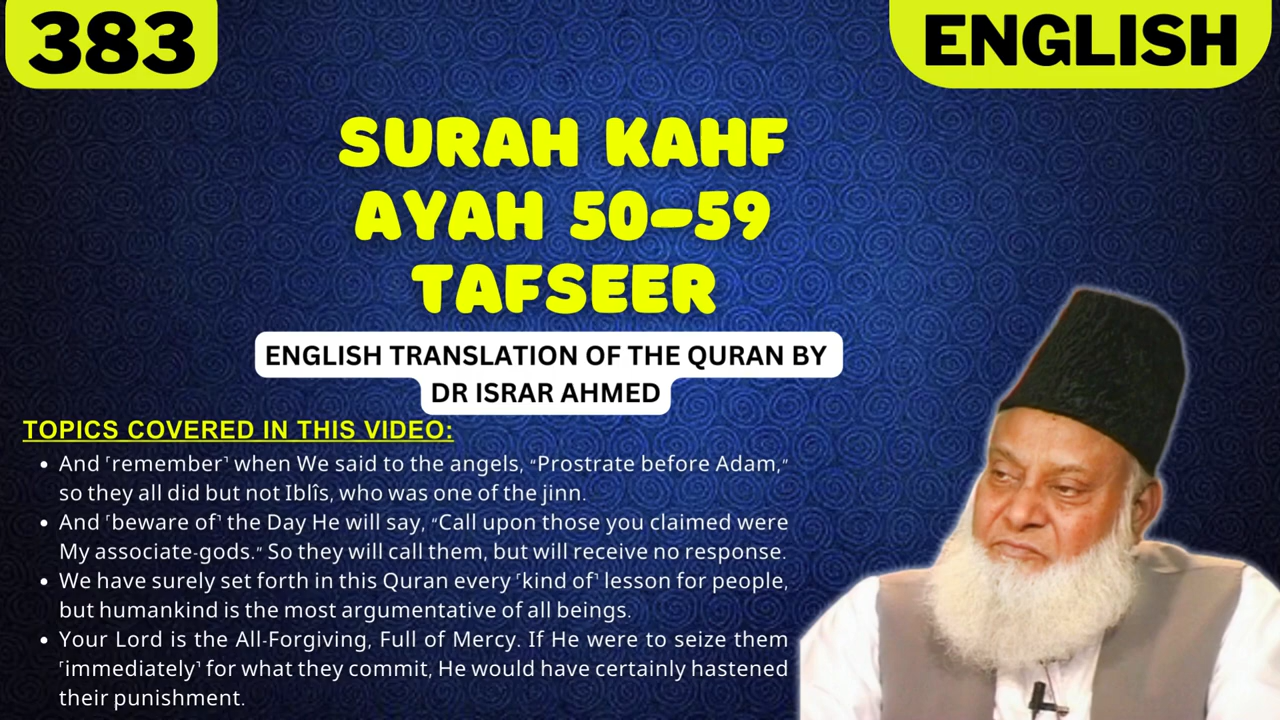 383
ENGLISH
SURAH KAHF
AYAH 50-59
TAFSEER
ENGLISH TRANSLATION OF THE QURAN BY
DR ISRAR AHMED
TOPICS COVERED IN THIS VIDEO:
• And ˹remember˺ when We said to the angels, “Prostrate before Adam,”
so they all did but not Iblîs, who was one of the jinn.
• And ˹beware of˺ the Day He will say, “Call upon those you claimed were
My associate-gods.” So they will call them, but will receive no response.
• We have surely set forth in this Quran every ˹kind of˺ lesson for people,
but humankind is the most argumentative of all beings.
• Your Lord is the All-Forgiving, Full of Mercy. If He were to seize them
˹immediately˺ for what they commit, He would have certainly hastened
their punishment.